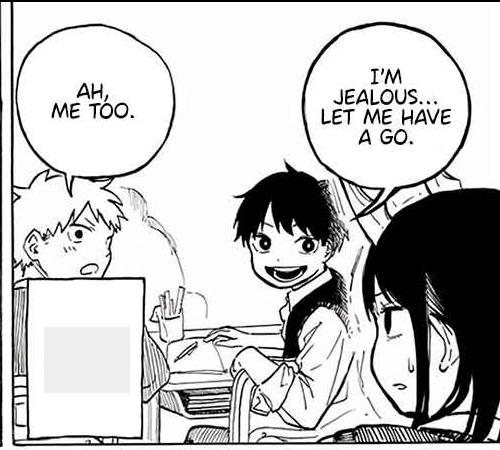 I'M
JEALOUS...
LET ME HAVE
A GO.
AH,
ME TOO.